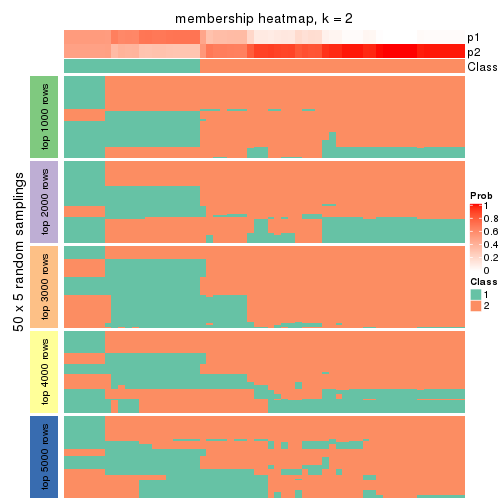 membership heatmap, k = 2
p1
p2
Class
50 x 5 random samplings
top 1000 rows
top 2000 rows
top 3000 rows
top 4000 rows
top 5000 rows
Prob
1
0.8
0.6
0.4
0.2
0
Class
1
2